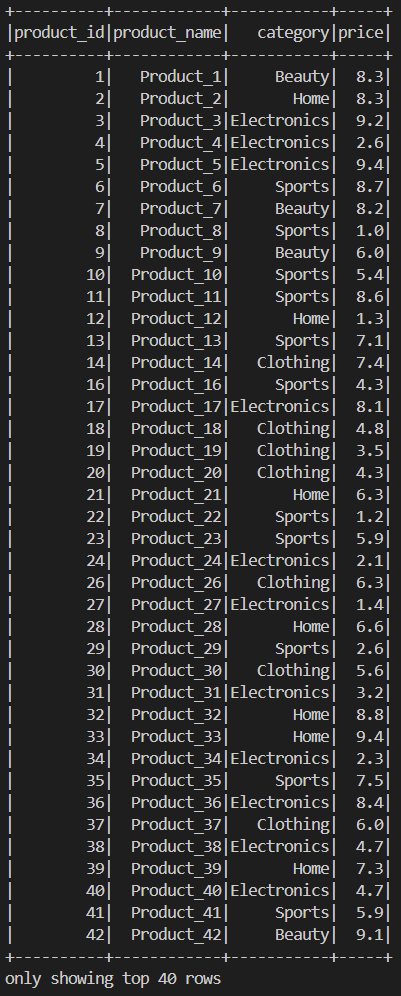 +----------+------------+-----------+-----+
|product_id|product_name|   category|price|
+----------+------------+-----------+-----+
|         1|   Product_1|     Beauty|  8.3|
|         2|   Product_2|       Home|  8.3|
|         3|   Product_3|Electronics|  9.2|
|         4|   Product_4|Electronics|  2.6|
|         5|   Product_5|Electronics|  9.4|
|         6|   Product_6|     Sports|  8.7|
|         7|   Product_7|     Beauty|  8.2|
|         8|   Product_8|     Sports|  1.0|
|         9|   Product_9|     Beauty|  6.0|
|        10|  Product_10|     Sports|  5.4|
|        11|  Product_11|     Sports|  8.6|
|        12|  Product_12|       Home|  1.3|
|        13|  Product_13|     Sports|  7.1|
|        14|  Product_14|   Clothing|  7.4|
|        16|  Product_16|     Sports|  4.3|
|        17|  Product_17|Electronics|  8.1|
|        18|  Product_18|   Clothing|  4.8|
|        19|  Product_19|   Clothing|  3.5|
|        20|  Product_20|   Clothing|  4.3|
|        21|  Product_21|       Home|  6.3|
|        22|  Product_22|     Sports|  1.2|
|        23|  Product_23|     Sports|  5.9|
|        24|  Product_24|Electronics|  2.1|
|        26|  Product_26|   Clothing|  6.3|
|        27|  Product_27|Electronics|  1.4|
|        28|  Product_28|       Home|  6.6|
|        29|  Product_29|     Sports|  2.6|
|        30|  Product_30|   Clothing|  5.6|
|        31|  Product_31|Electronics|  3.2|
|        32|  Product_32|       Home|  8.8|
|        33|  Product_33|       Home|  9.4|
|        34|  Product_34|Electronics|  2.3|
|        35|  Product_35|     Sports|  7.5|
|        36|  Product_36|Electronics|  8.4|
|        37|  Product_37|   Clothing|  6.0|
|        38|  Product_38|Electronics|  4.7|
|        39|  Product_39|       Home|  7.3|
|        40|  Product_40|Electronics|  4.7|
|        41|  Product_41|     Sports|  5.9|
|        42|  Product_42|     Beauty|  9.1|
+----------+------------+-----------+-----+
only showing top 40 rows